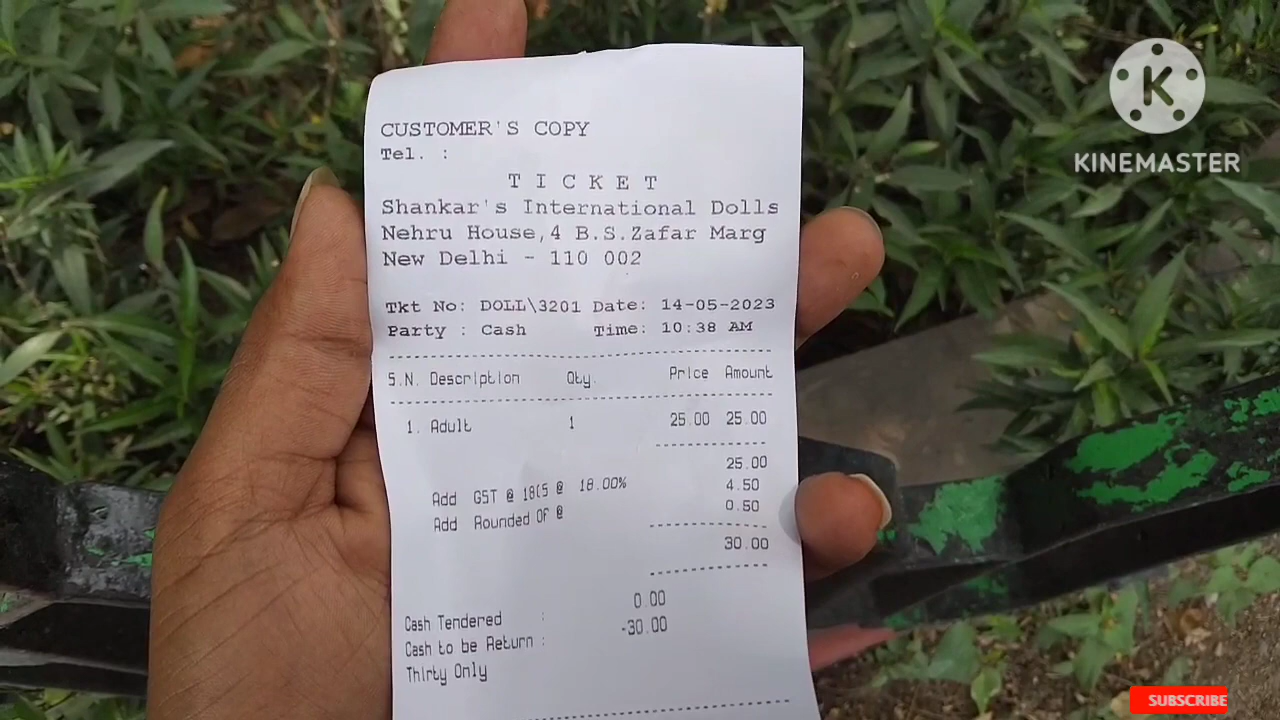 CUSTOMER'S COPY
Tel. :
T I C K E T
Shankar's International Dolls
Nehru House,4 B.S.Zafar Marg
New Delhi - 110 002
Tkt No: DOLL\3201 Date: 14-05-2023
Party : Cash Time: 10:38 AM
S.N. Description Qty. Price Amount
1. Adult 1 25.00 25.00
25.00
Add GST @ 18(5 @ 18.00% 4.50
Add Rounded Of @ 0.50
30.00
Cash Tendered : 0.00
Cash to be Return : -30.00
Thirty Only
K
KINEMASTER
SUBSCRIBE